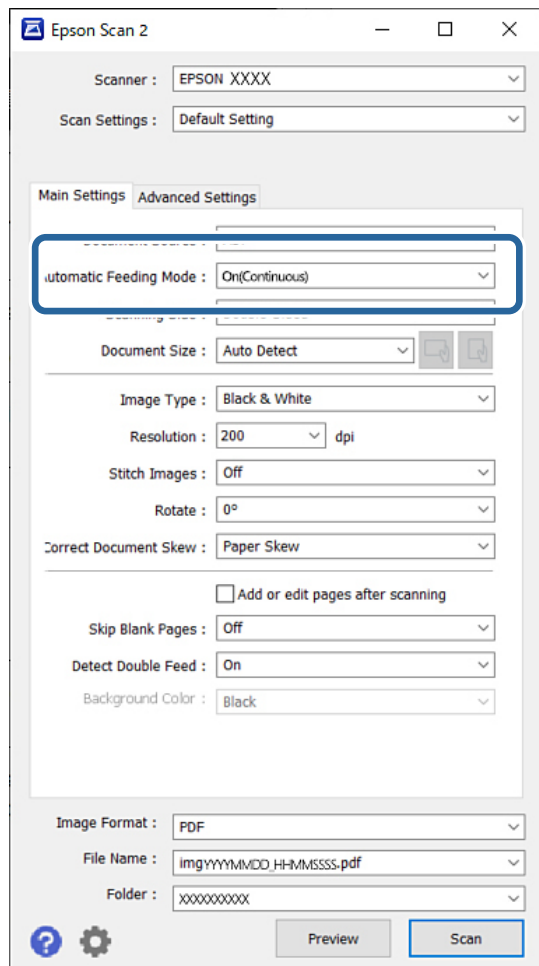 Epson Scan 2
Scanner : EPSON XXXX
Scan Settings : Default Setting
Main Settings Advanced Settings
utomatic Feeding Mode : On(Continuous)
Document Size : Auto Detect
Image Type : Black & White
Resolution : 200 dpi
Stitch Images : Off
Rotate : 0°
Correct Document Skew : Paper Skew
Add or edit pages after scanning
Skip Blank Pages : Off
Detect Double Feed : On
Background Color : Black
Image Format : PDF
File Name : imgYYYYMMDD_HHMMSSSS.pdf
Folder : XXXXXXXXXX
Preview Scan